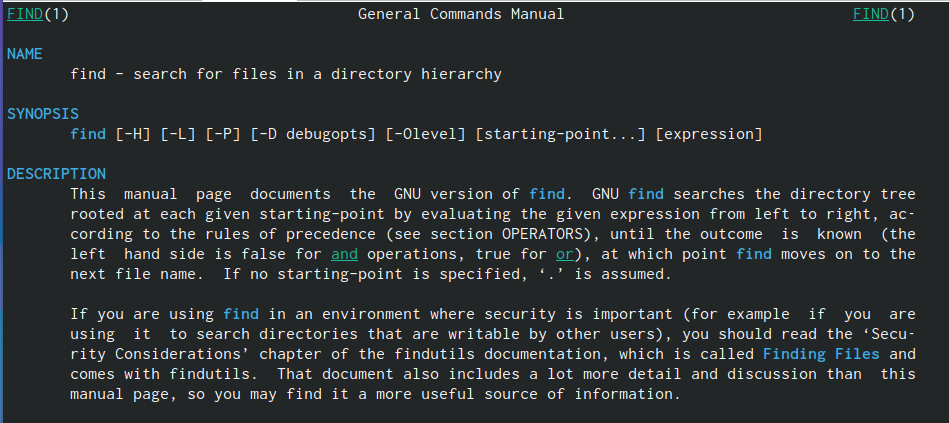 FIND(1) General Commands Manual FIND(1)
NAME
find - search for files in a directory hierarchy
SYNOPSIS
find [-H] [-L] [-P] [-D debugopts] [-Olevel] [starting-point...] [expression]
DESCRIPTION
This manual page documents the GNU version of find. GNU find searches the directory tree
rooted at each given starting-point by evaluating the given expression from left to right, ac-
cording to the rules of precedence (see section OPERATORS), until the outcome is known (the
left hand side is false for and operations, true for or), at which point find moves on to the
next file name. If no starting-point is specified, ‘.’ is assumed.
If you are using find in an environment where security is important (for example if you are
using it to search directories that are writable by other users), you should read the ‘Secu-
rity Considerations’ chapter of the findutils documentation, which is called Finding Files and
comes with findutils. That document also includes a lot more detail and discussion than this
manual page, so you may find it a more useful source of information.